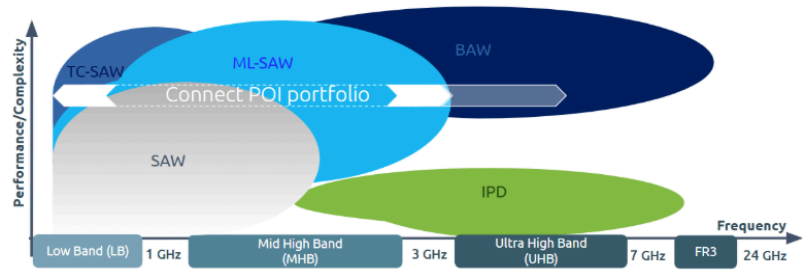 BAW
ML-SAW
TC-SAW
Connect POI portfolio
SAW
IPD
Performance/Complexity
Frequency
Low Band (LB)
1 GHz
Mid High Band
(MHB)
3 GHz
Ultra High Band
(UHB)
7 GHz
FR3
24 GHz